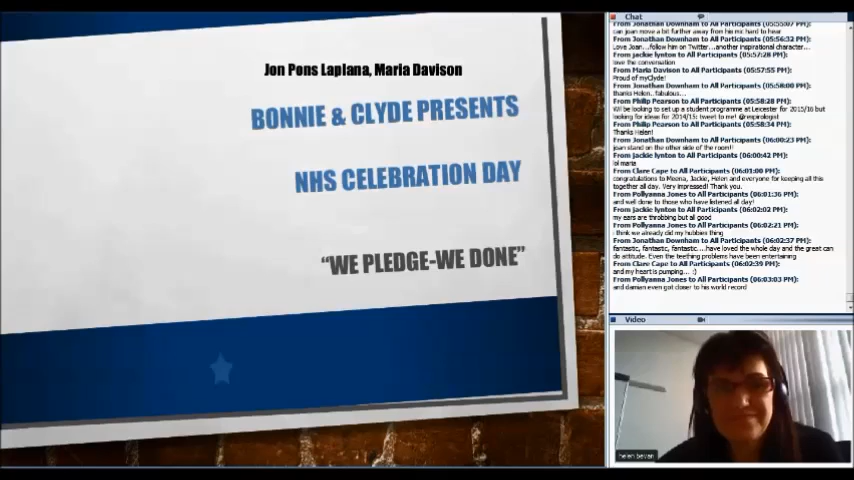 Jon Pons Laplana, Maria Davison
BONNIE & CLYDE PRESENTS
NHS CELEBRATION DAY
“WE PLEDGE-WE DONE”
Chat
From Jonathan Downham to All Participants (05:55:07 PM):
can joan move a bit further away from his mic hard to hear
From Jonathan Downham to All Participants (05:56:32 PM):
Love Joan...follow him on Twitter...another inspirational character...
From jackie lynton to All Participants (05:57:28 PM):
love the conversation
From Maria Davison to All Participants (05:57:55 PM):
Proud of myClyde!
From Jonathan Downham to All Participants (05:58:00 PM):
thanks Helen...fabulous...
From Philip Pearson to All Participants (05:58:28 PM):
Wil be looking to set up a student programme at Leicester for 2015/16 but
looking for ideas for 2014/15: tweet to me! @respirologist
From Philip Pearson to All Participants (05:58:34 PM):
Thanks Helen!
From Jonathan Downham to All Participants (06:00:23 PM):
joan stand on the other side of the room!!
From jackie lynton to All Participants (06:00:42 PM):
lol maria
From Clare Cape to All Participants (06:01:00 PM):
congratulations to Meena, Jackie, Helen and everyone for keeping all this
together all day. Very impressed! Thank you.
From Pollyanna Jones to All Participants (06:01:36 PM):
and well done to those who have listened all day!
From jackie lynton to All Participants (06:02:02 PM):
my ears are throbbing but all good
From Pollyanna Jones to All Participants (06:02:21 PM):
i think we already did my hubbies thing
From Jonathan Downham to All Participants (06:02:37 PM):
fantastic, fantastic, fantastic....have loved the whole day and the great can
do attitude. Even the teething problems have been entertaining
From Clare Cape to All Participants (06:02:39 PM):
and my heart is pumping... :)
From Pollyanna Jones to All Participants (06:03:03 PM):
and damian even got closer to his world record
Video
helen bevan